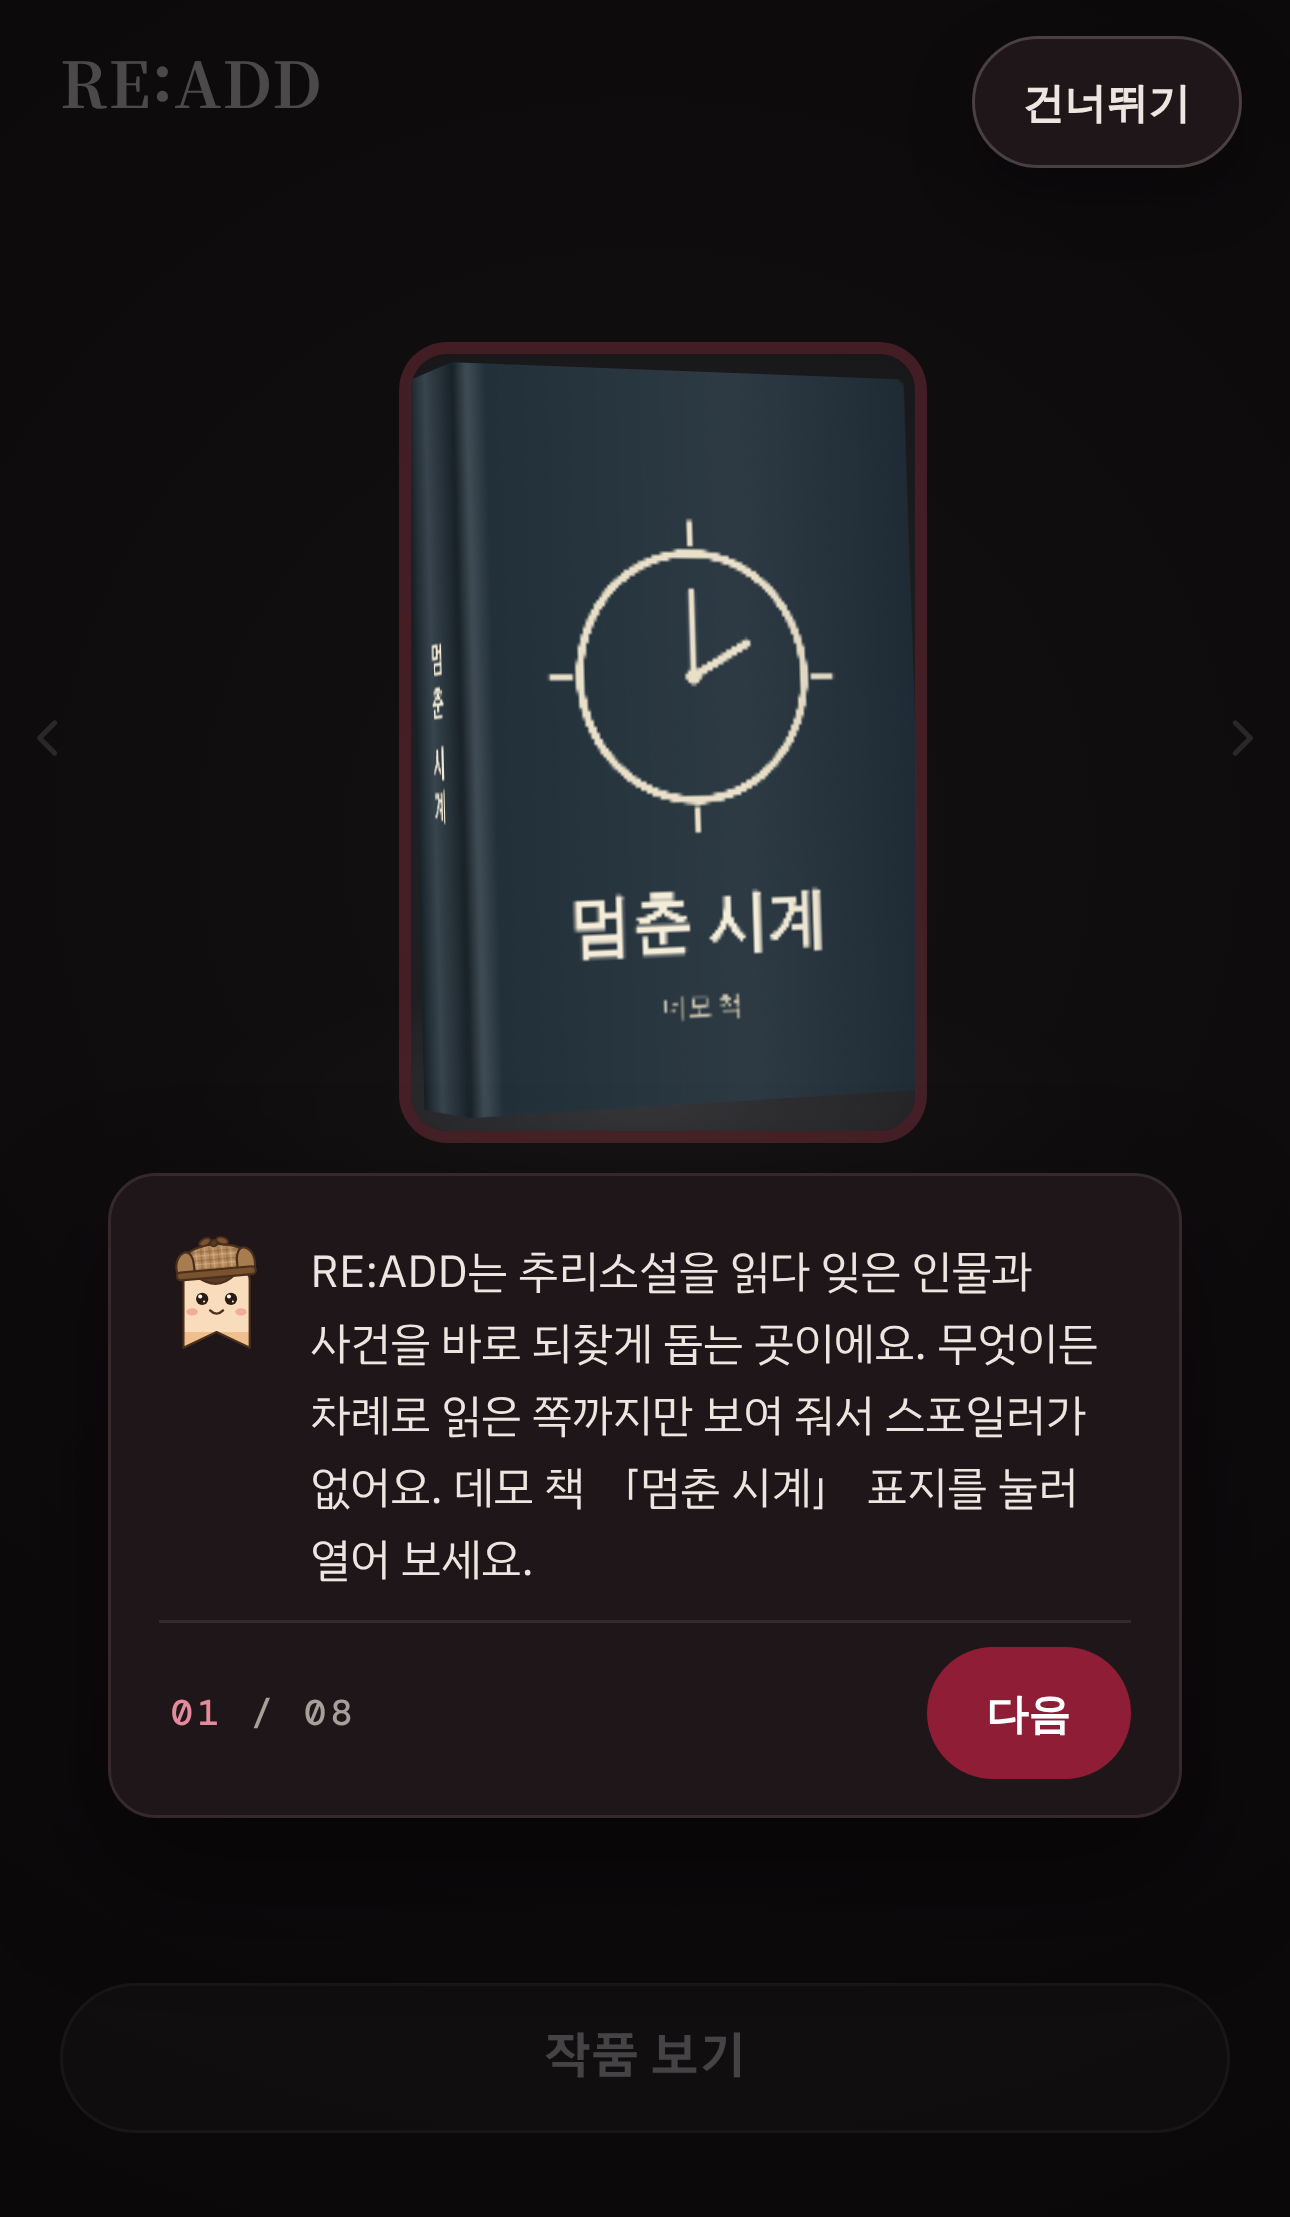 RE:ADD
건너뛰기
멈춘 시계
멈춘 시계
RE:ADD는 추리소설을 읽다 잊은 인물과
사건을 바로 되찾게 돕는 곳이에요. 무엇이든
차례로 읽은 쪽까지만 보여 줘서 스포일러가
없어요. 데모 책 「멈춘 시계」 표지를 눌러
열어 보세요.
01 / 08
다음
작품 보기